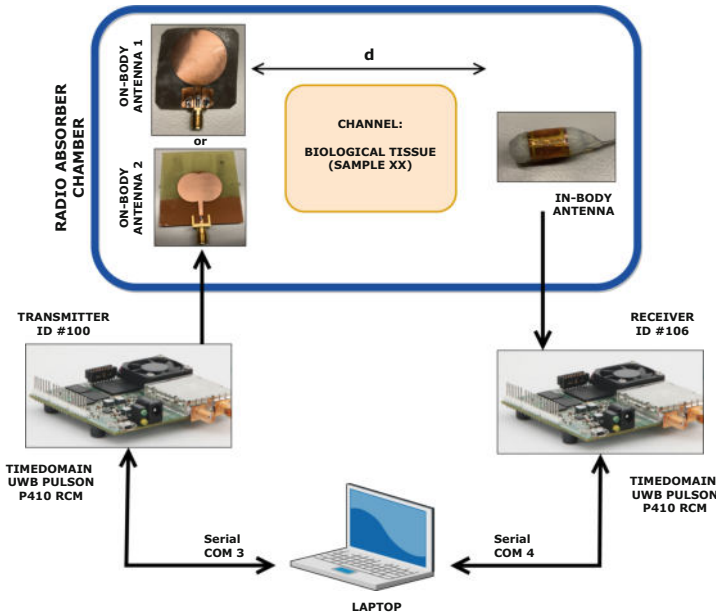 RADIO ABSORBER
CHAMBER
ON-BODY
ANTENNA 1
or
ON-BODY
ANTENNA 2
d
CHANNEL:
BIOLOGICAL TISSUE
(SAMPLE XX)
IN-BODY
ANTENNA
TRANSMITTER
ID #100
RECEIVER
ID #106
TIMEDOMAIN
UWB PULSON
P410 RCM
TIMEDOMAIN
UWB PULSON
P410 RCM
Serial
COM 3
Serial
COM 4
LAPTOP